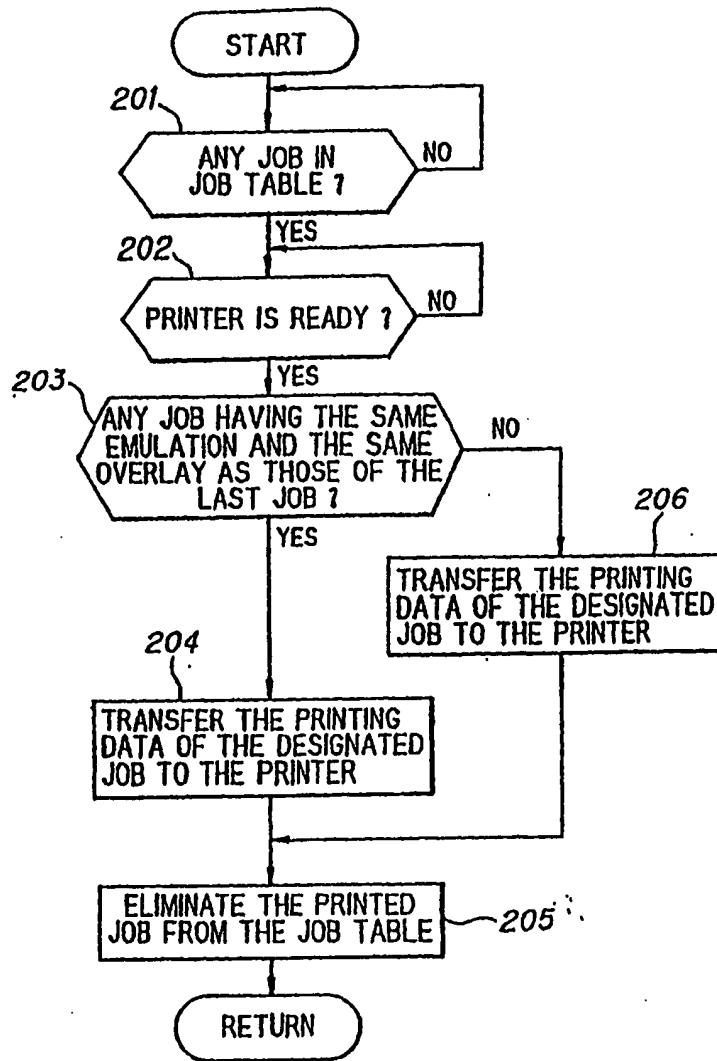 START
201
ANY JOB IN
JOB TABLE ?
NO
YES
202
PRINTER IS READY ?
NO
YES
203
ANY JOB HAVING THE SAME
EMULATION AND THE SAME
OVERLAY AS THOSE OF THE
LAST JOB ?
NO
YES
206
TRANSFER THE PRINTING
DATA OF THE DESIGNATED
JOB TO THE PRINTER
204
TRANSFER THE PRINTING
DATA OF THE DESIGNATED
JOB TO THE PRINTER
ELIMINATE THE PRINTED
JOB FROM THE JOB TABLE
205
RETURN